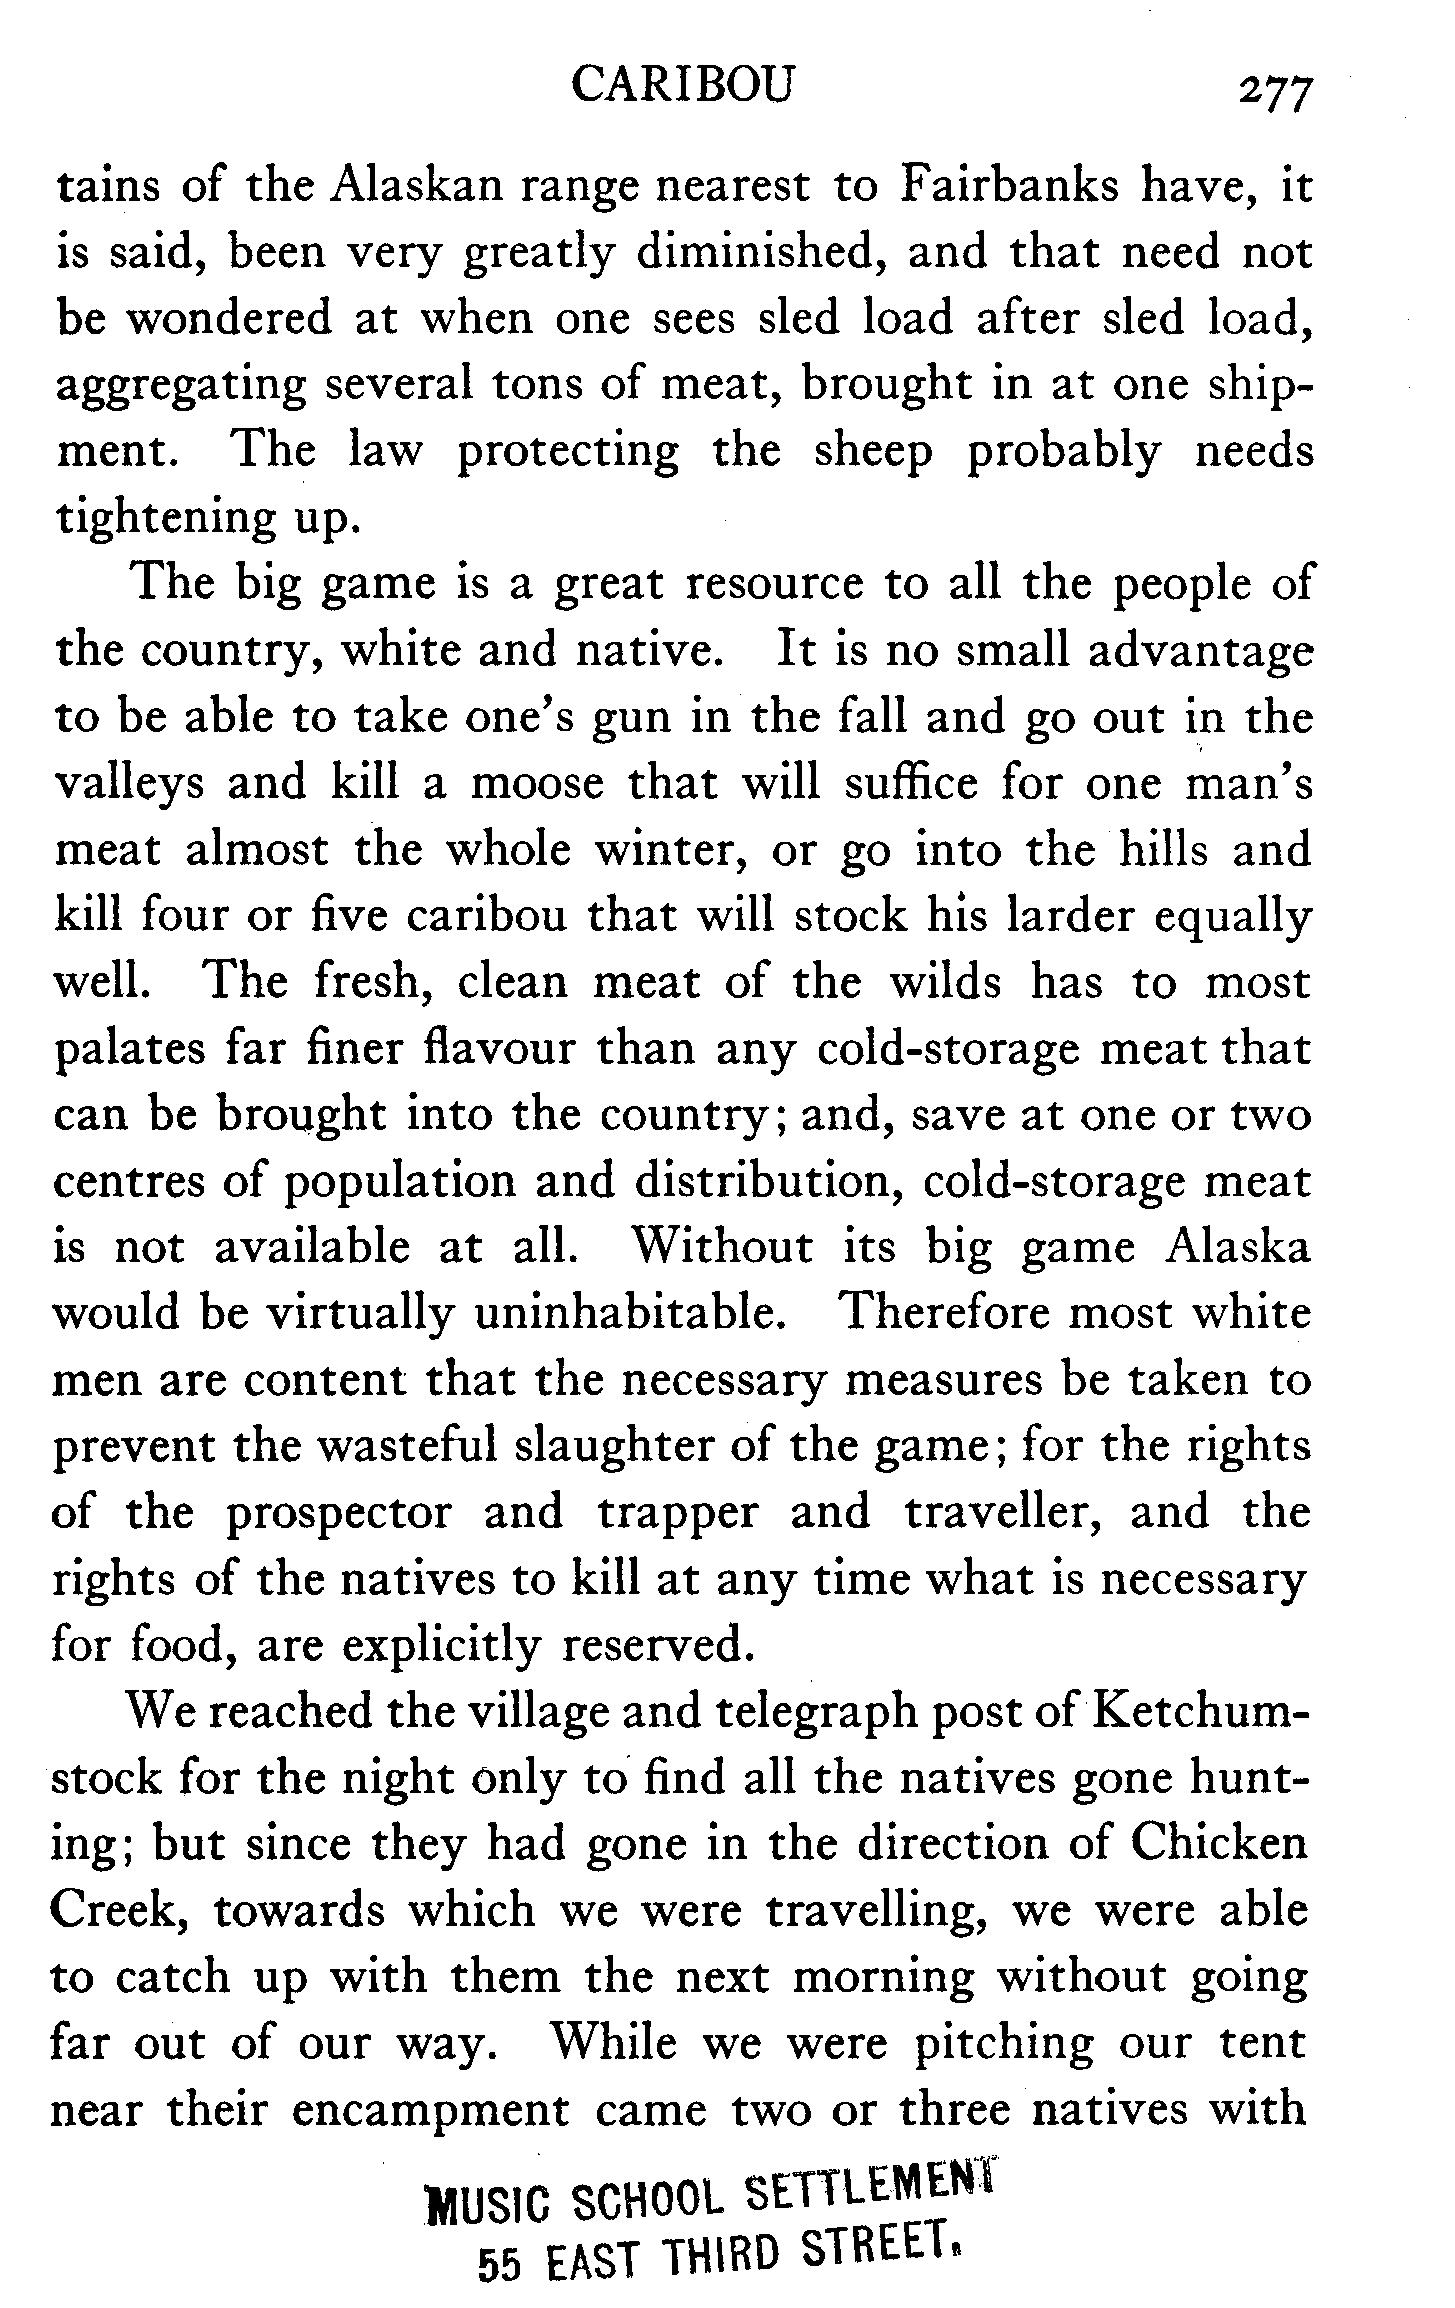 CARIBOU 277
tains of the Alaskan range nearest to Fairbanks have, it
is said, been very greatly diminished, and that need not
be wondered at when one sees sled load after sled load,
aggregating several tons of meat, brought in at one ship-
ment. The law protecting the sheep probably needs
tightening up.
The big game is a great resource to all the people of
the country, white and native. It is no small advantage
to be able to take one's gun in the fall and go out in the
valleys and kill a moose that will suffice for one man's
meat almost the whole winter, or go into the hills and
kill four or five caribou that will stock his larder equally
well. The fresh, clean meat of the wilds has to most
palates far finer flavour than any cold-storage meat that
can be brought into the country; and, save at one or two
centres of population and distribution, cold-storage meat
is not available at all. Without its big game Alaska
would be virtually uninhabitable. Therefore most white
men are content that the necessary measures be taken to
prevent the wasteful slaughter of the game; for the rights
of the prospector and trapper and traveller, and the
rights of the natives to kill at any time what is necessary
for food, are explicitly reserved.
We reached the village and telegraph post of Ketchum-
stock for the night only to find all the natives gone hunt-
ing; but since they had gone in the direction of Chicken
Creek, towards which we were travelling, we were able
to catch up with them the next morning without going
far out of our way. While we were pitching our tent
near their encampment came two or three natives with
MUSIC SCHOOL SETTLEMENT
55 EAST THIRD STREET.